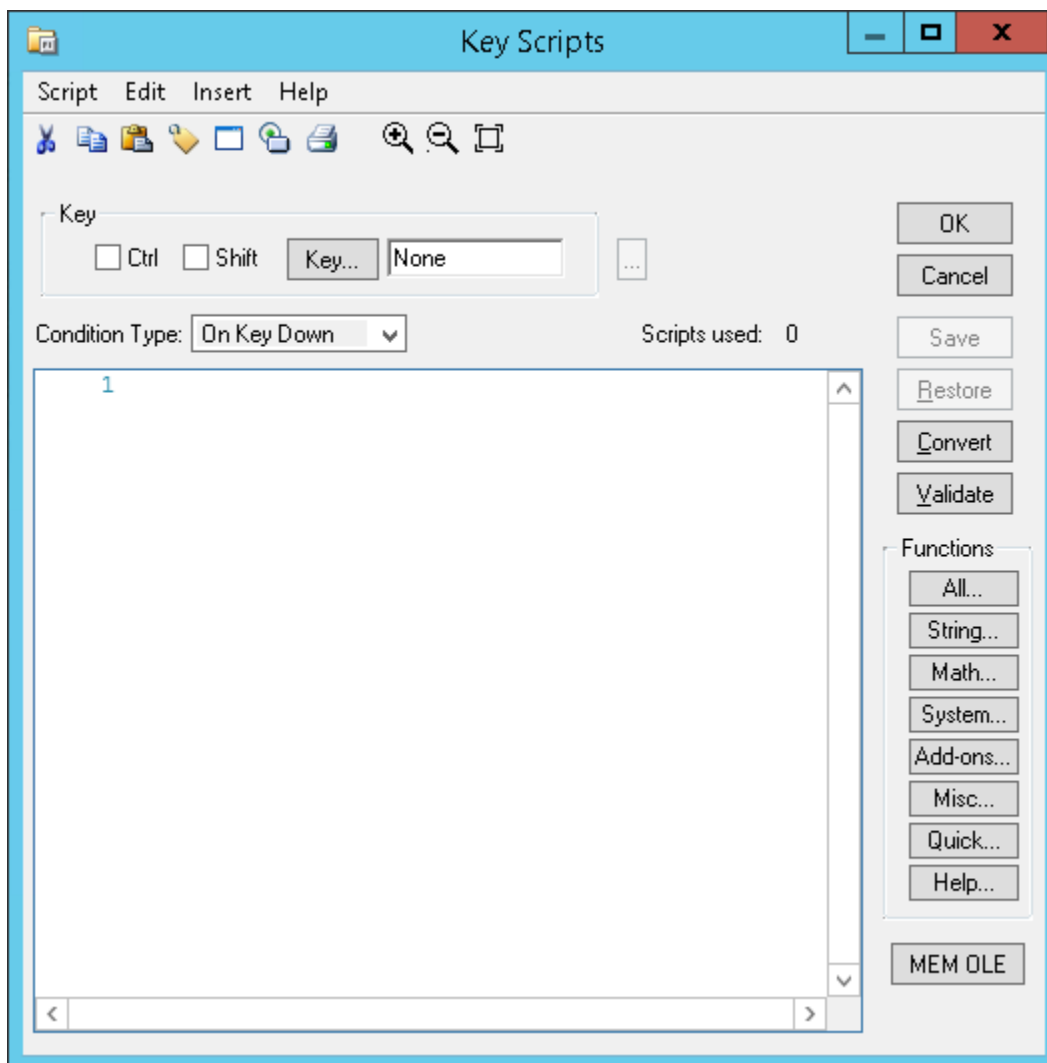 Key Scripts
Script Edit Insert Help
Key
Ctrl Shift Key... None ...
OK
Cancel
Condition Type: On Key Down Scripts used: 0
Save
Restore
Convert
Validate
1
Functions
All...
String...
Math...
System...
Add-ons...
Misc...
Quick...
Help...
MEM OLE